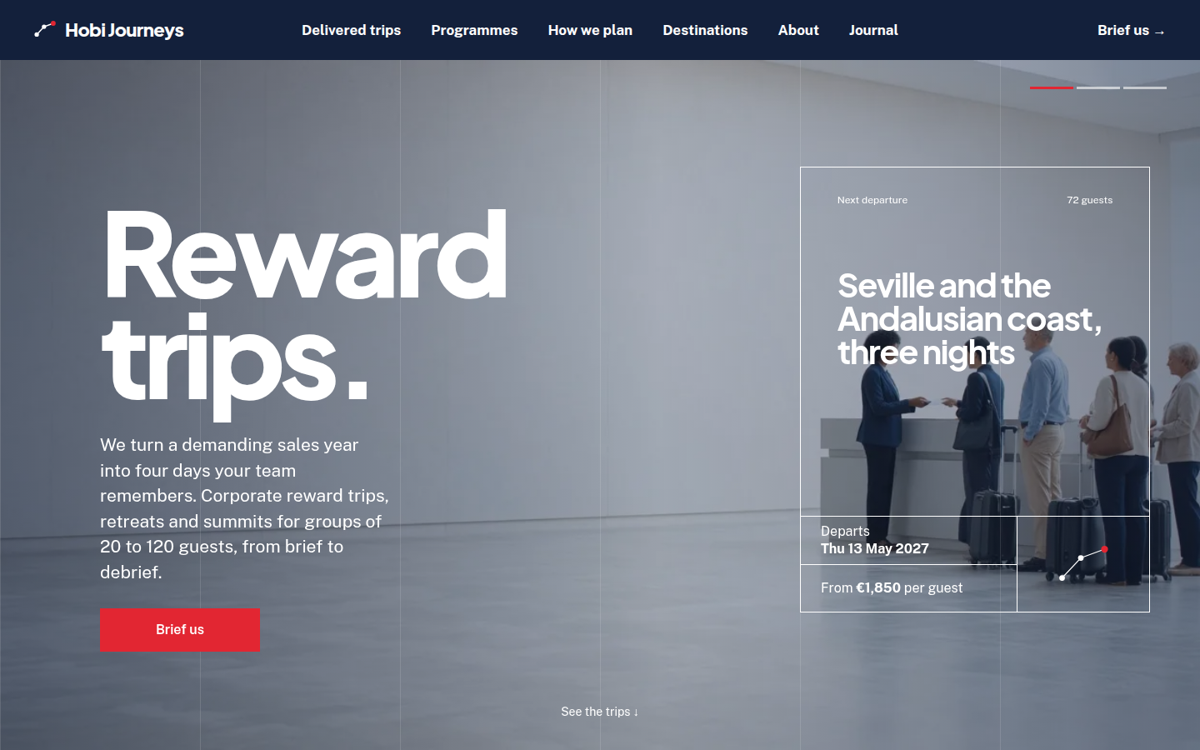 Hobi Journeys
Delivered trips
Programmes
How we plan
Destinations
About
Journal
Brief us →
Reward
trips.
We turn a demanding sales year
into four days your team
remembers. Corporate reward trips,
retreats and summits for groups of
20 to 120 guests, from brief to
debrief.
Brief us
Next departure
72 guests
Seville and the
Andalusian coast,
three nights
Departs
Thu 13 May 2027
From €1,850 per guest
See the trips ↓